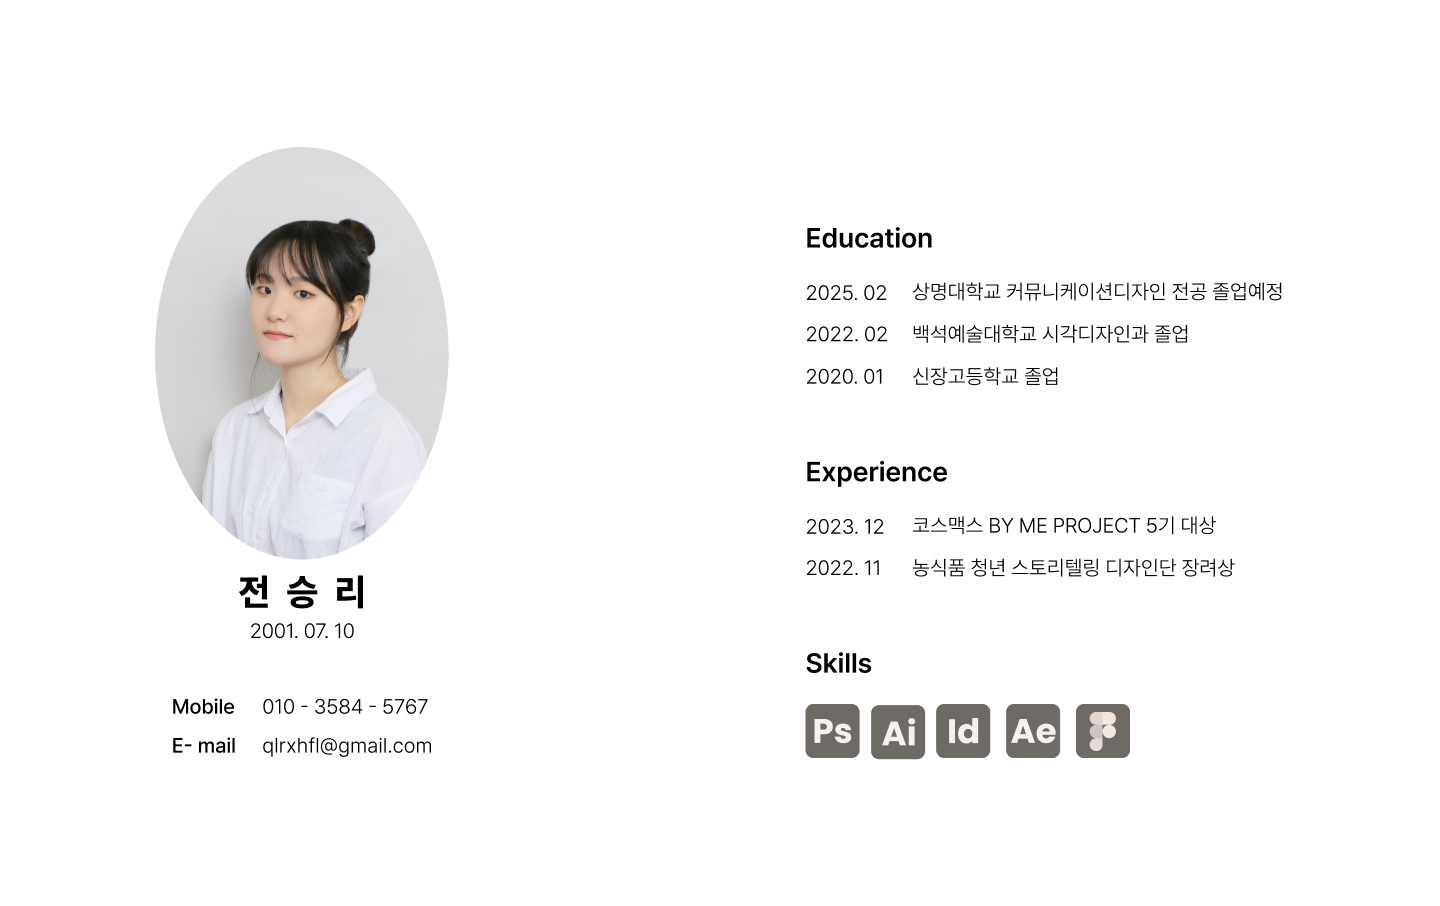 전 승 리
2001. 07. 10
Mobile 010 - 3584 - 5767
E- mail qlrxhfl@gmail.com
Education
2025. 02 상명대학교 커뮤니케이션디자인 전공 졸업예정
2022. 02 백석예술대학교 시각디자인과 졸업
2020. 01 신장고등학교 졸업
Experience
2023. 12 코스맥스 BY ME PROJECT 5기 대상
2022. 11 농식품 청년 스토리텔링 디자인단 장려상
Skills
Ps Ai Id Ae